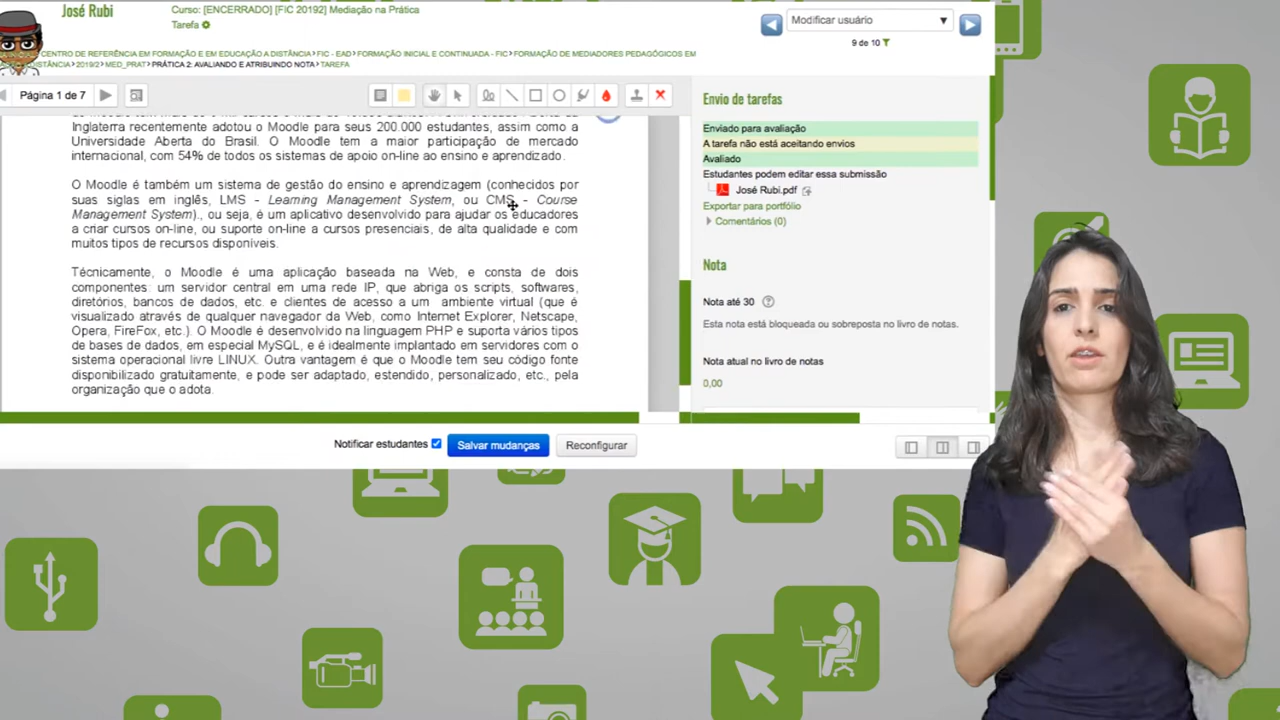 José Rubi
Curso: [ENCERRADO] [FIC 20192] Mediação na Prática
Tarefa
Modificar usuário
9 de 10
CENTRO DE REFERÊNCIA EM FORMAÇÃO E EM EDUCAÇÃO A DISTÂNCIA › FIC - EAD › FORMAÇÃO INICIAL E CONTINUADA - FIC › FORMAÇÃO DE MEDIADORES PEDAGÓGICOS EM
DISTÂNCIA › 2019/2 › MED_PRAT › PRÁTICA 2: AVALIANDO E ATRIBUINDO NOTA › TAREFA
Página 1 de 7
Inglaterra recentemente adotou o Moodle para seus 200.000 estudantes, assim como a
Universidade Aberta do Brasil. O Moodle tem a maior participação de mercado
internacional, com 54% de todos os sistemas de apoio on-line ao ensino e aprendizado.
O Moodle é também um sistema de gestão do ensino e aprendizagem (conhecidos por
suas siglas em inglês, LMS - Learning Management System, ou CMS - Course
Management System)., ou seja, é um aplicativo desenvolvido para ajudar os educadores
a criar cursos on-line, ou suporte on-line a cursos presenciais, de alta qualidade e com
muitos tipos de recursos disponíveis.
Técnicamente, o Moodle é uma aplicação baseada na Web, e consta de dois
componentes: um servidor central em uma rede IP, que abriga os scripts, softwares,
diretórios, bancos de dados, etc. e clientes de acesso a um ambiente virtual (que é
visualizado através de qualquer navegador da Web, como Internet Explorer, Netscape,
Opera, FireFox, etc.). O Moodle é desenvolvido na linguagem PHP e suporta vários tipos
de bases de dados, em especial MySQL, e é idealmente implantado em servidores com o
sistema operacional livre LINUX. Outra vantagem é que o Moodle tem seu código fonte
disponibilizado gratuitamente, e pode ser adaptado, estendido, personalizado, etc., pela
organização que o adota.
Envio de tarefas
Enviado para avaliação
A tarefa não está aceitando envios
Avaliado
Estudantes podem editar essa submissão
José Rubi.pdf
Exportar para portfólio
Comentários (0)
Nota
Nota até 30
Esta nota está bloqueada ou sobreposta no livro de notas.
Nota atual no livro de notas
0,00
Notificar estudantes
Salvar mudanças
Reconfigurar